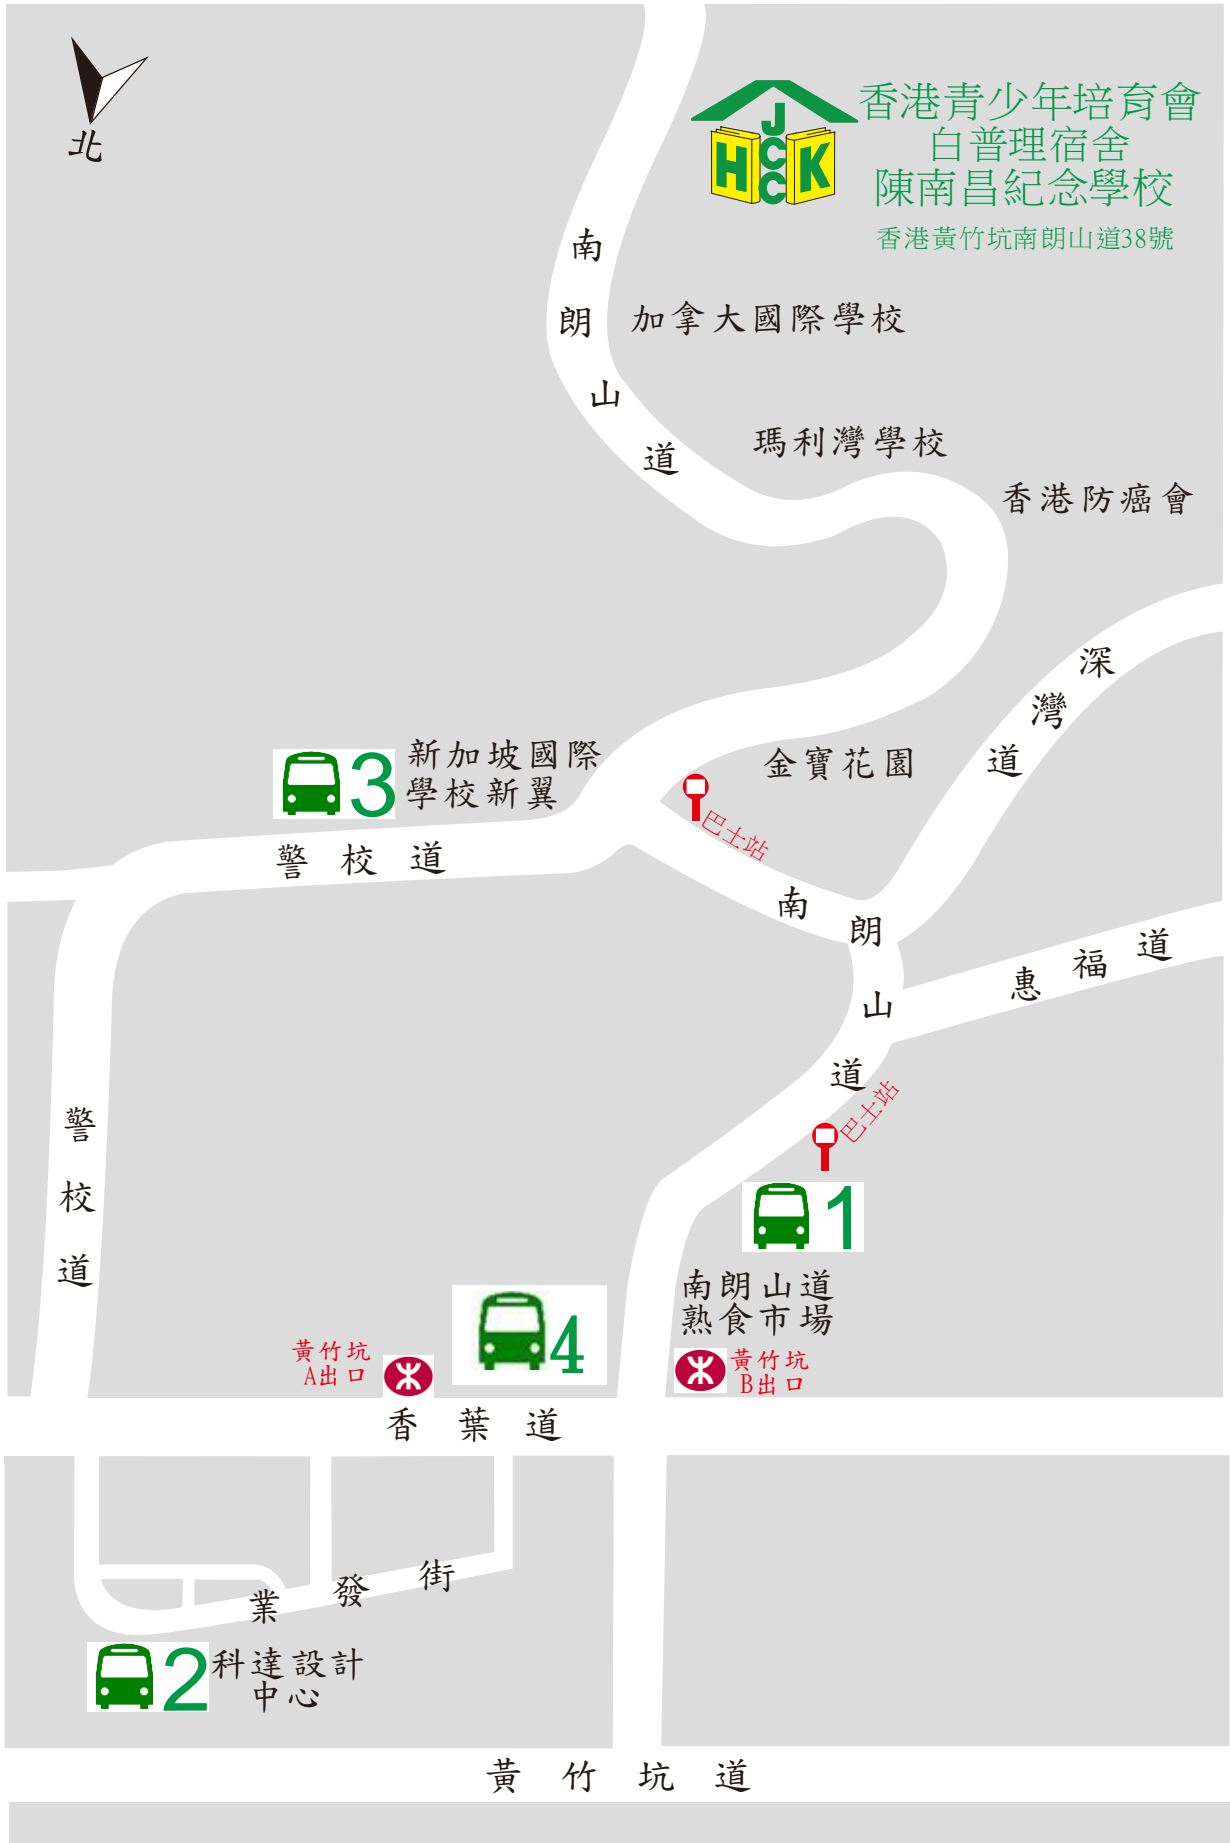 北
HJCCK
香港青少年培育會
白普理宿舍
陳南昌紀念學校
香港黃竹坑南朗山道38號
南朗山道
加拿大國際學校
瑪利灣學校
香港防癌會
深灣道
3
新加坡國際
學校新翼
金寶花園
巴士站
警校道
南朗山道
惠福道
巴士站
警校道
1
南朗山道
熟食市場
4
黃竹坑
A出口
黃竹坑
B出口
香葉道
業發街
2
科達設計
中心
黃竹坑道